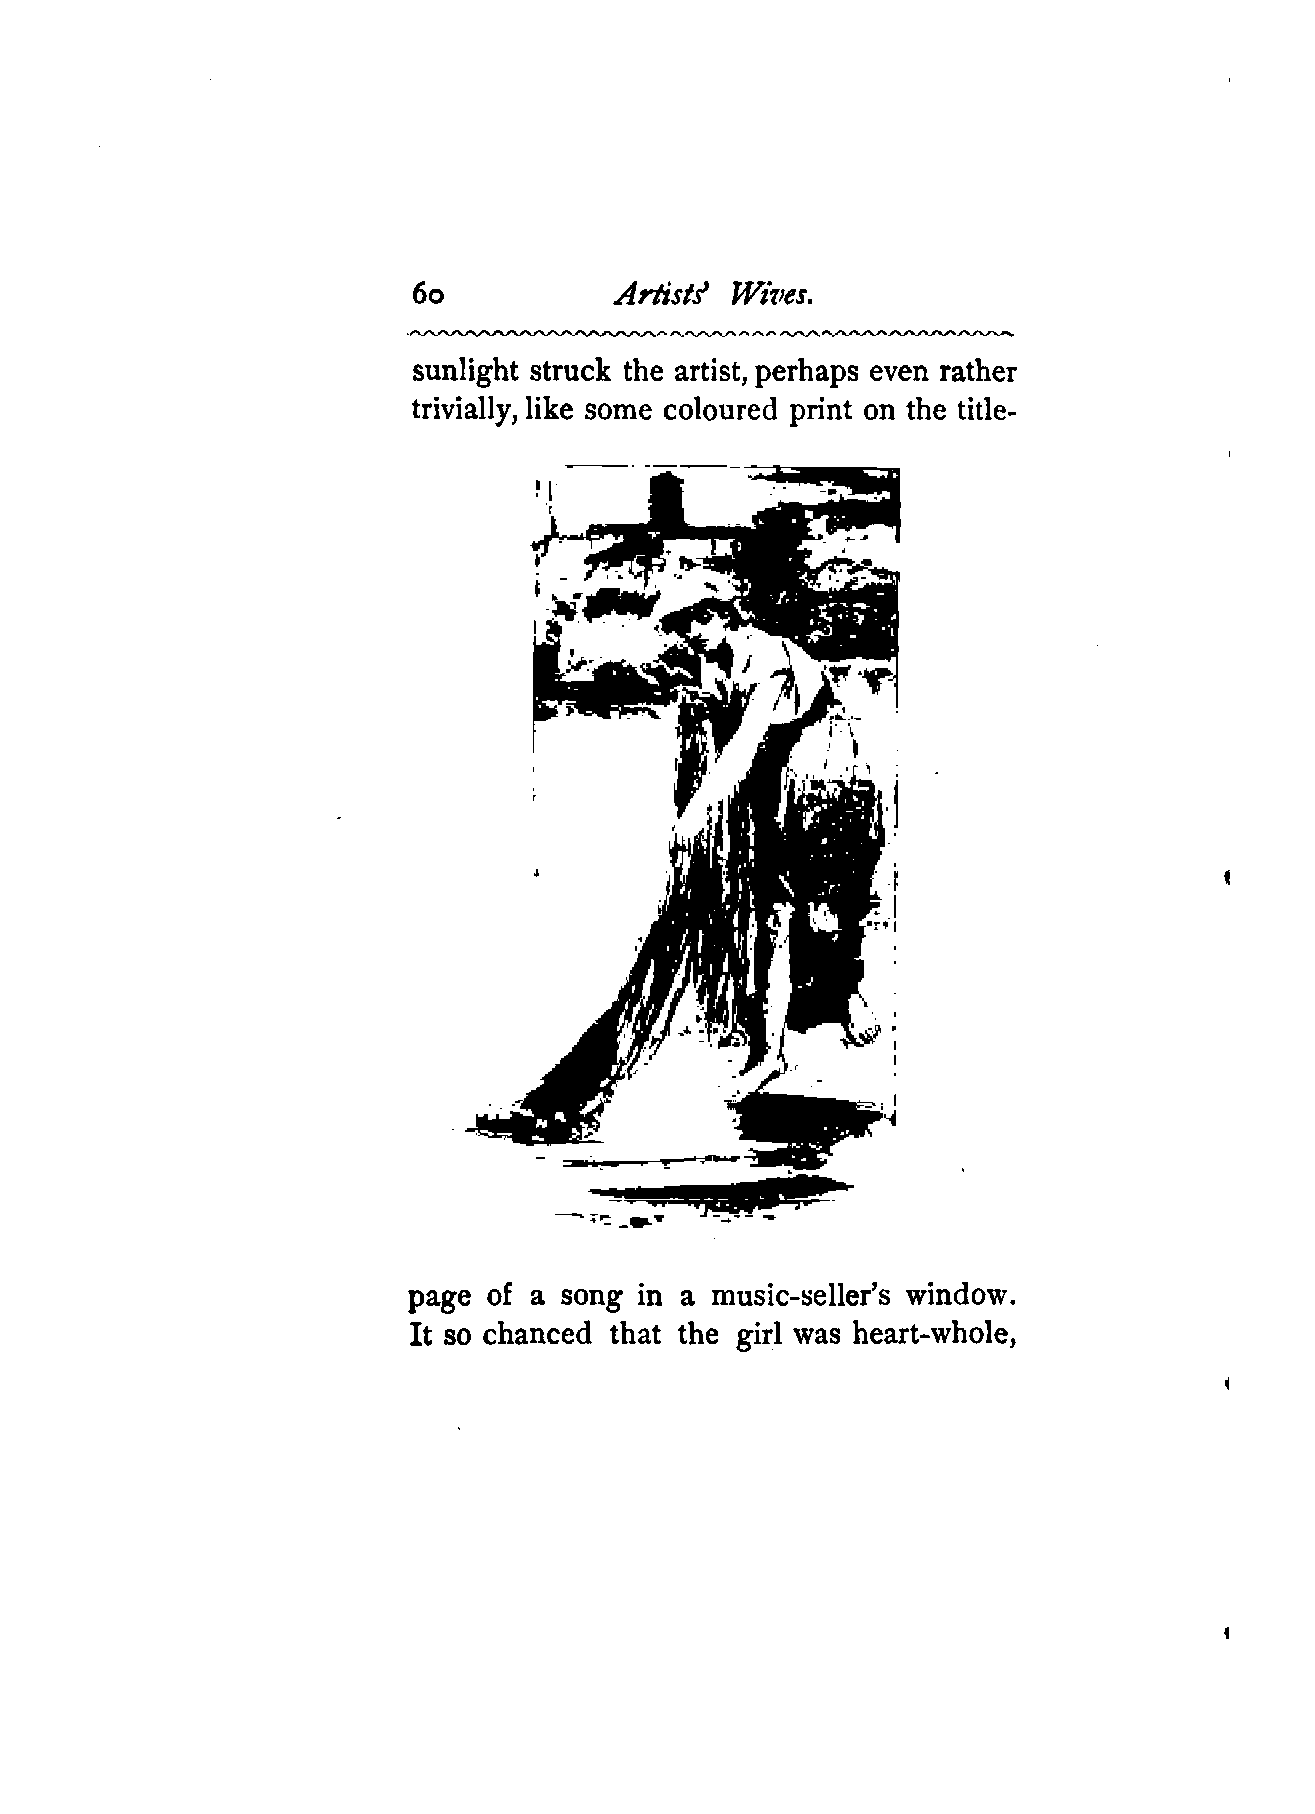 60 Artists' Wives.
sunlight struck the artist, perhaps even rather
trivially, like some coloured print on the title-
page of a song in a music-seller's window.
It so chanced that the girl was heart-whole,